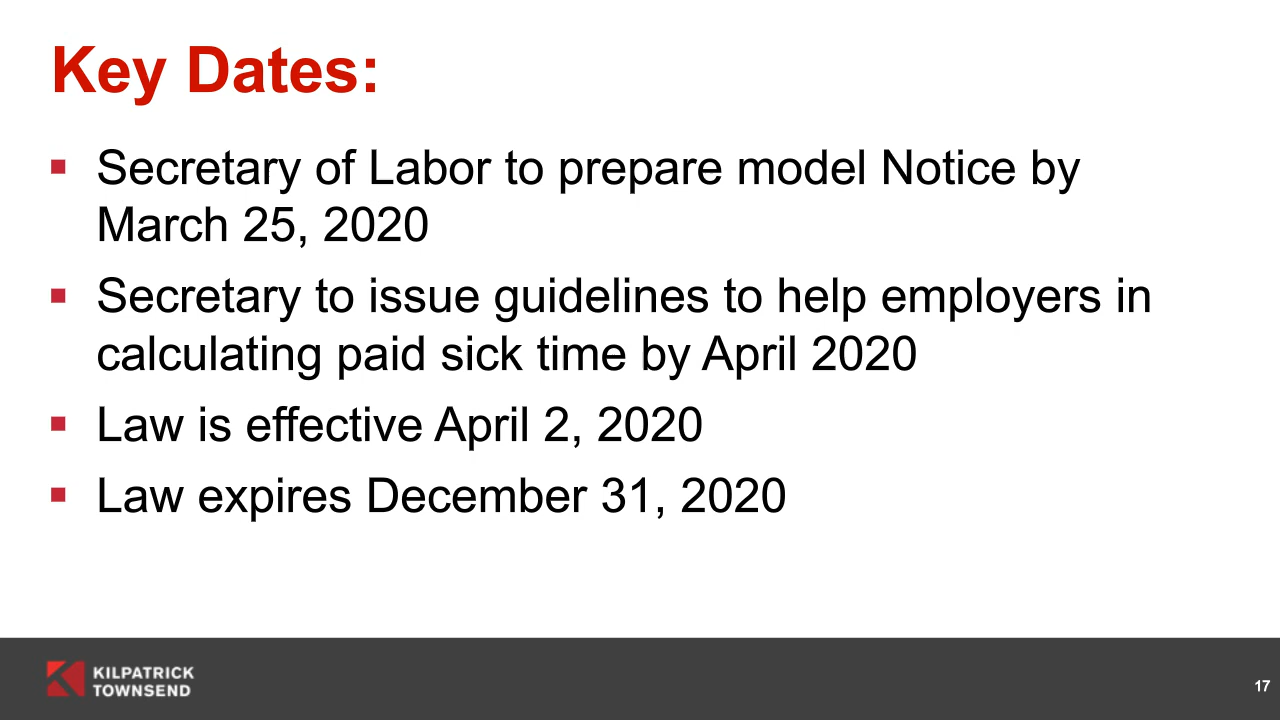 Key Dates:
Secretary of Labor to prepare model Notice by
March 25, 2020
Secretary to issue guidelines to help employers in
calculating paid sick time by April 2020
Law is effective April 2, 2020
Law expires December 31, 2020
KILPATRICK
TOWNSEND
17